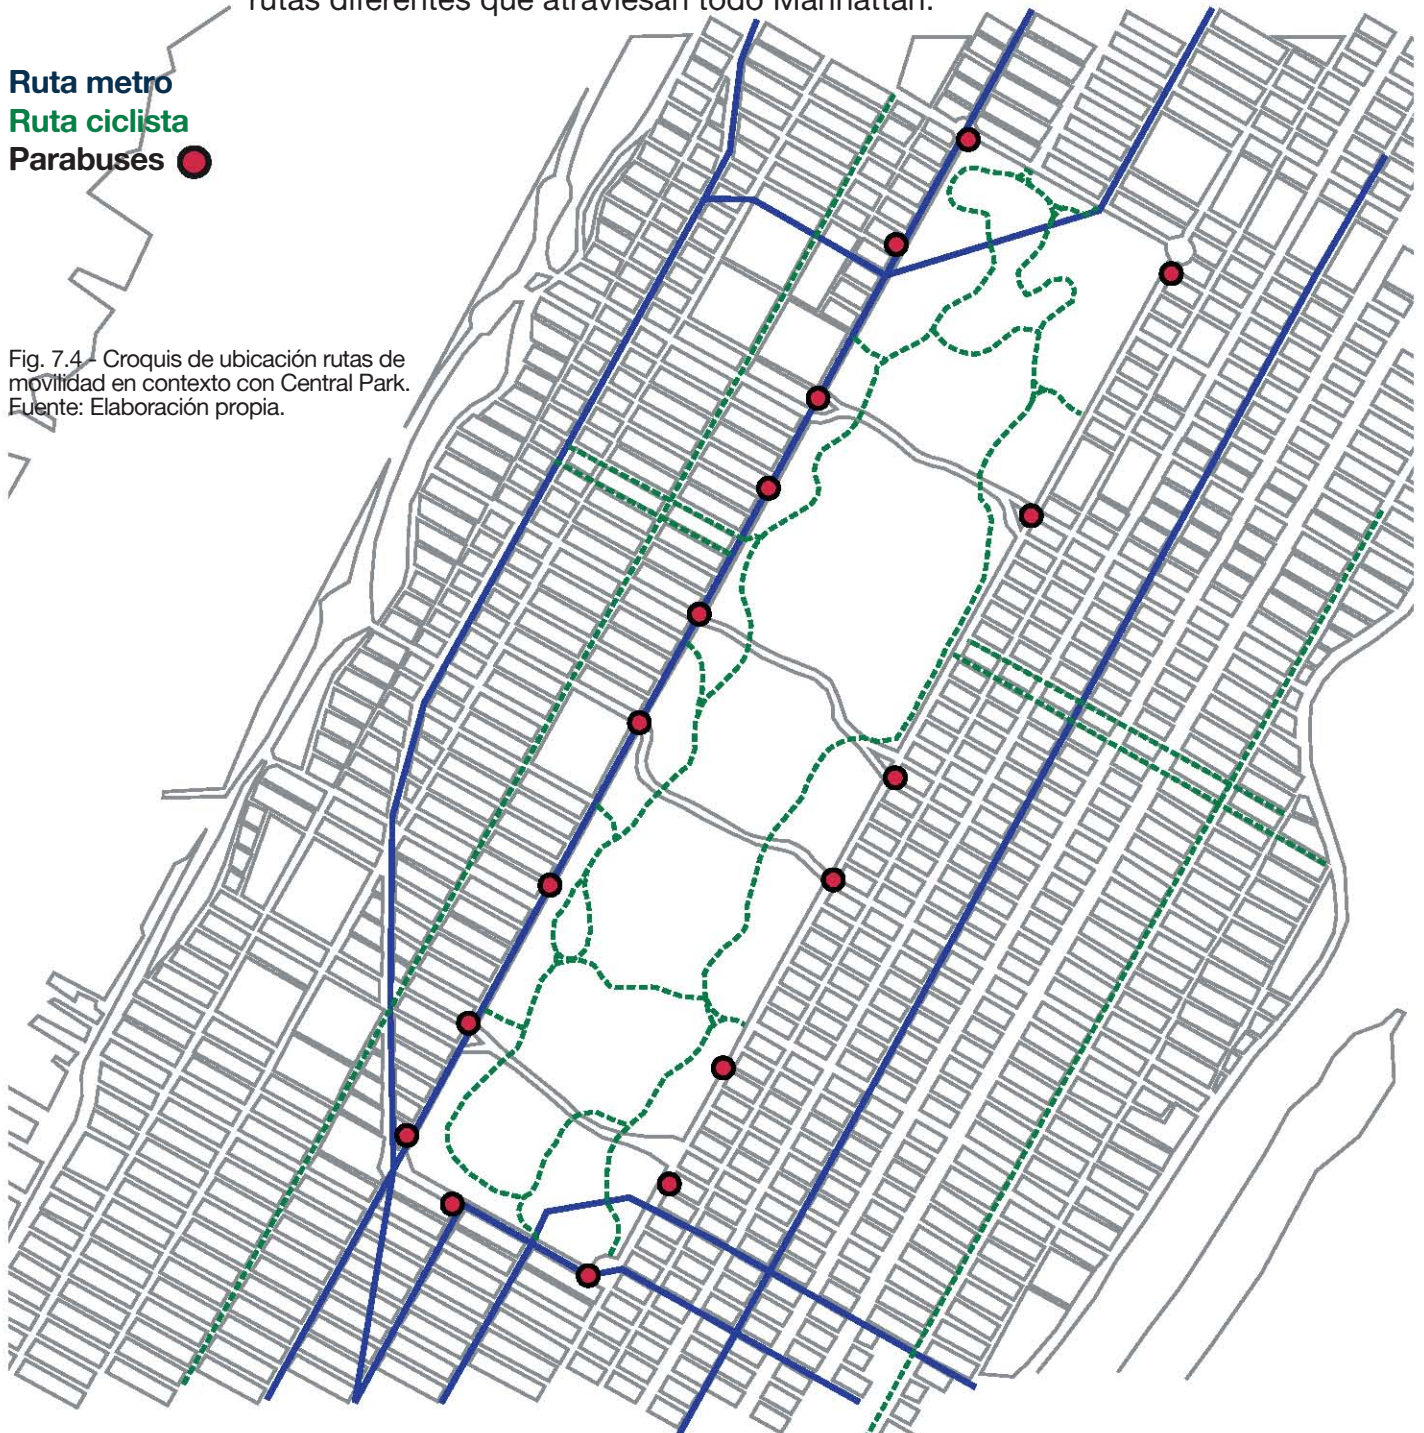 rutas diferentes que atraviesan todo Manhattan.
Ruta metro
Ruta ciclista
Parabuses
Fig. 7.4 - Croquis de ubicación rutas de
movilidad en contexto con Central Park.
Fuente: Elaboración propia.